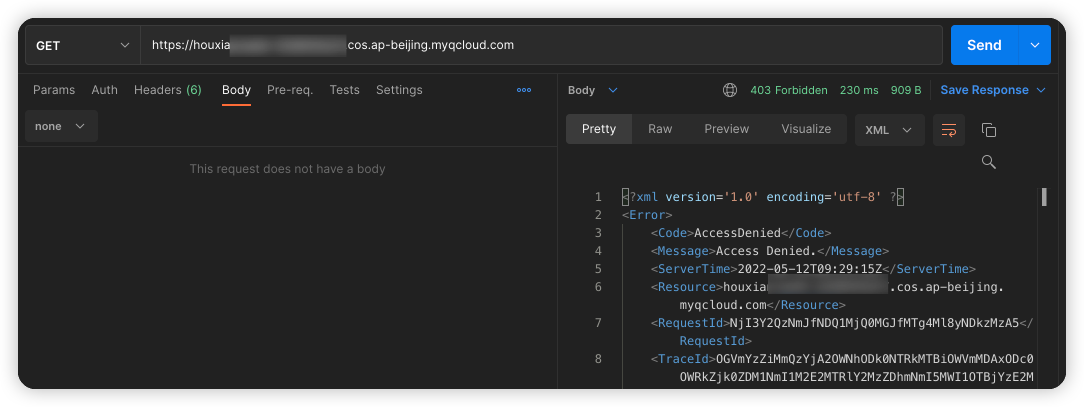 GET
https://houxia
.cos.ap-beijing.myqcloud.com
Send
Params Auth Headers (6) Body Pre-req. Tests Settings
none
This request does not have a body
Body
403 Forbidden 230 ms 909 B
Save Response
Pretty Raw Preview Visualize
XML
1 <?xml version='1.0' encoding='utf-8' ?>
2 <Error>
3 <Code>AccessDenied</Code>
4 <Message>Access Denied.</Message>
5 <ServerTime>2022-05-12T09:29:15Z</ServerTime>
6 <Resource>houxia .cos.ap-beijing.
myqcloud.com</Resource>
7 <RequestId>NjI3Y2QzNmJfNDQ1MjQ0MGJfMTg4Ml8yNDkzMzA5</
RequestId>
8 <TraceId>OGVmYzZiMmQzYjA2OWNhODk0NTRkMTBiOWVmMDAxODc0
OWRkZjk0ZDM1NmI1M2E2MTRlY2MzZDhmNmI5MWI1OTBjYzE2M